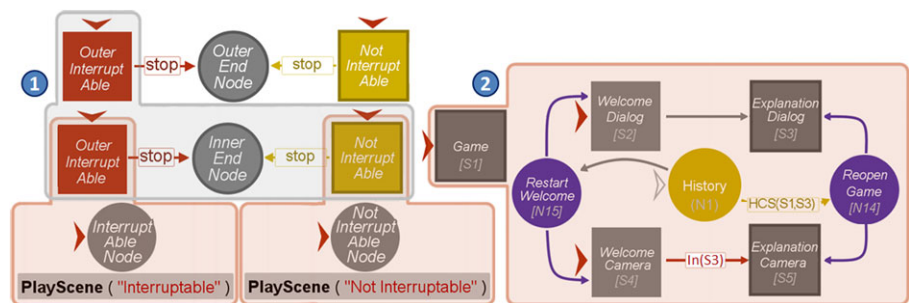 1
Outer
Interrupt
Able
stop
Outer
End
Node
stop
Not
Interrupt
Able
Outer
Interrupt
Able
stop
Inner
End
Node
stop
Not
Interrupt
Able
Interrupt
Able
Node
PlayScene ( "Interruptable" )
Not
Interrupt
Able
Node
PlayScene ( "Not Interruptable" )
2
Game
[S1]
Welcome
Dialog
[S2]
Explanation
Dialog
[S3]
Restart
Welcome
[N15]
History
(N1)
HCS(S1,S3)
Reopen
Game
[N14]
Welcome
Camera
[S4]
In(S3)
Explanation
Camera
[S5]